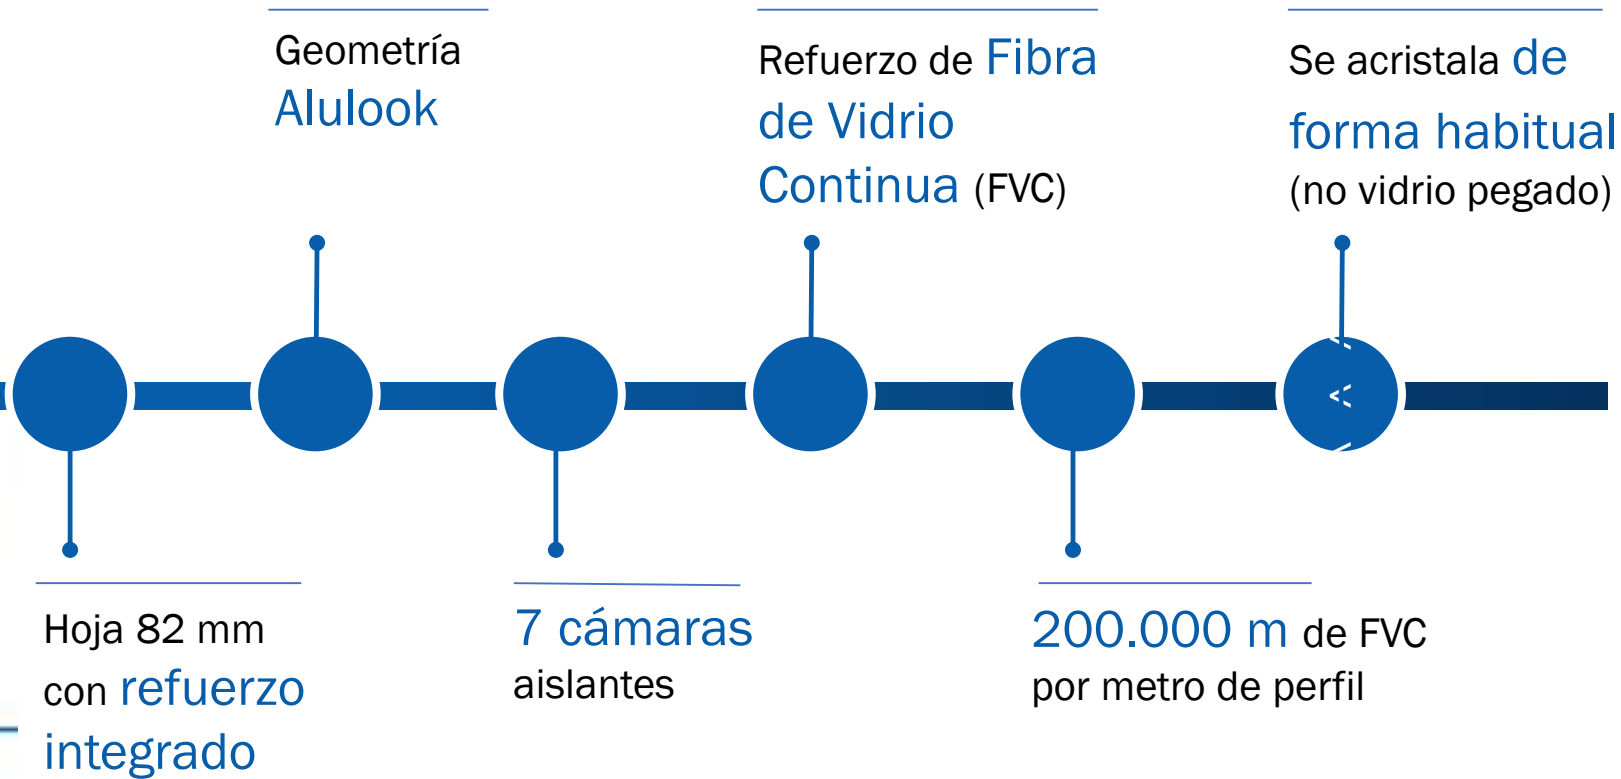 Geometría
Alulook
Refuerzo de Fibra
de Vidrio
Continua (FVC)
Se acristala de
forma habitual
(no vidrio pegado)
Hoja 82 mm
con refuerzo
integrado
7 cámaras
aislantes
200.000 m de FVC
por metro de perfil